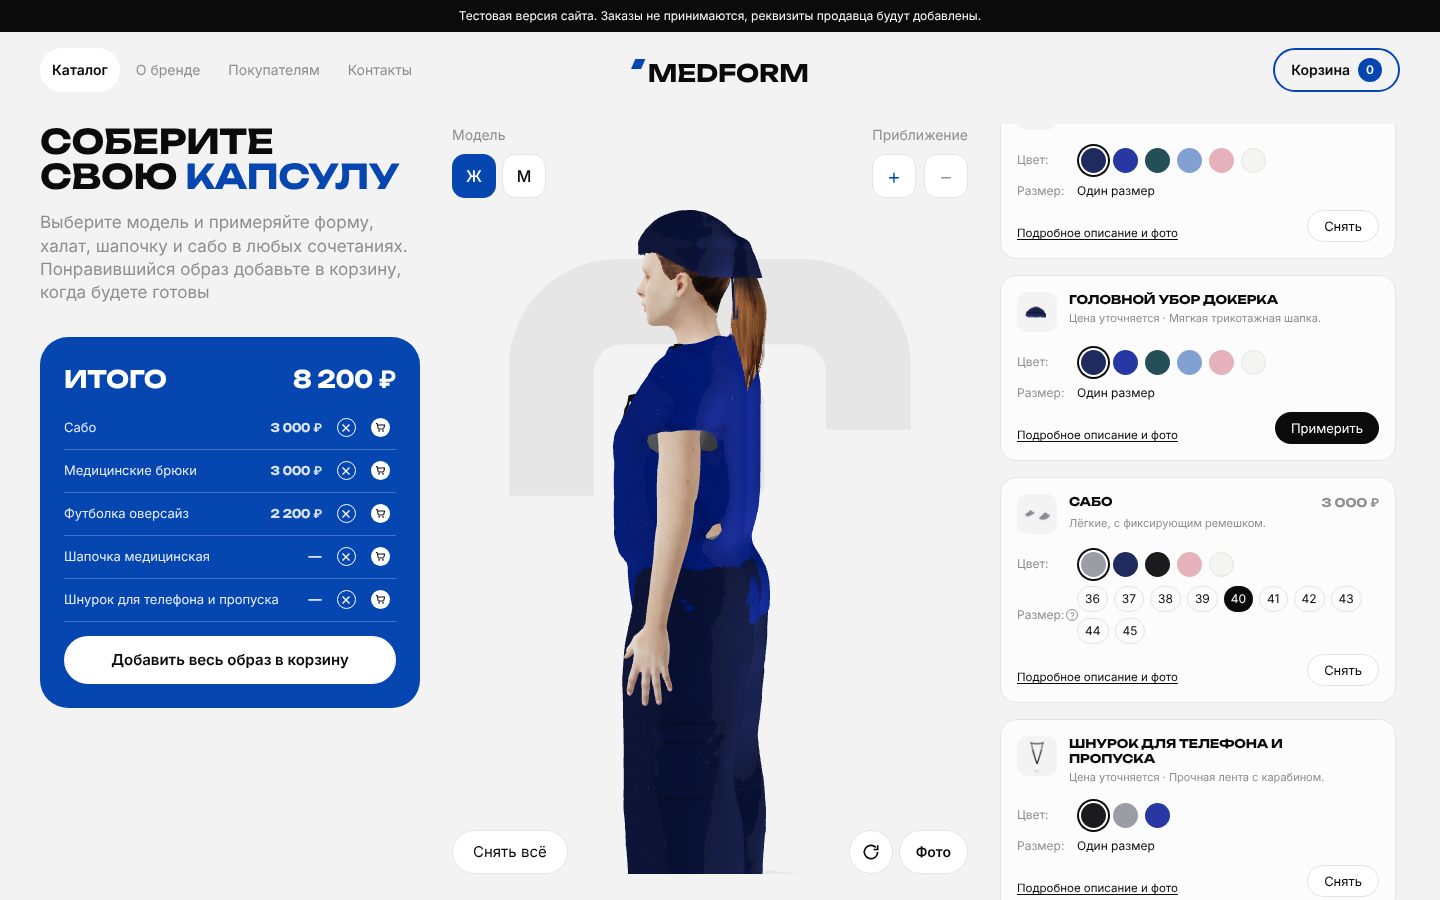 Тестовая версия сайта. Заказы не принимаются, реквизиты продавца будут добавлены.
Каталог О бренде Покупателям Контакты
MEDFORM
Корзина 0
СОБЕРИТЕ
СВОЮ КАПСУЛУ
Выберите модель и примеряйте форму,
халат, шапочку и сабо в любых сочетаниях.
Понравившийся образ добавьте в корзину,
когда будете готовы
ИТОГО 8 200 ₽
Сабо 3 000 ₽
Медицинские брюки 3 000 ₽
Футболка оверсайз 2 200 ₽
Шапочка медицинская —
Шнурок для телефона и пропуска —
Добавить весь образ в корзину
Модель
Ж М
Приближение
+ −
Снять всё
Фото
Цвет:
Размер: Один размер
Подробное описание и фото Снять
ГОЛОВНОЙ УБОР ДОКЕРКА
Цена уточняется · Мягкая трикотажная шапка.
Цвет:
Размер: Один размер
Подробное описание и фото Примерить
САБО 3 000 ₽
Лёгкие, с фиксирующим ремешком.
Цвет:
36 37 38 39 40 41 42 43
Размер: ?
44 45
Подробное описание и фото Снять
ШНУРОК ДЛЯ ТЕЛЕФОНА И
ПРОПУСКА
Цена уточняется · Прочная лента с карабином.
Цвет:
Размер: Один размер
Подробное описание и фото Снять